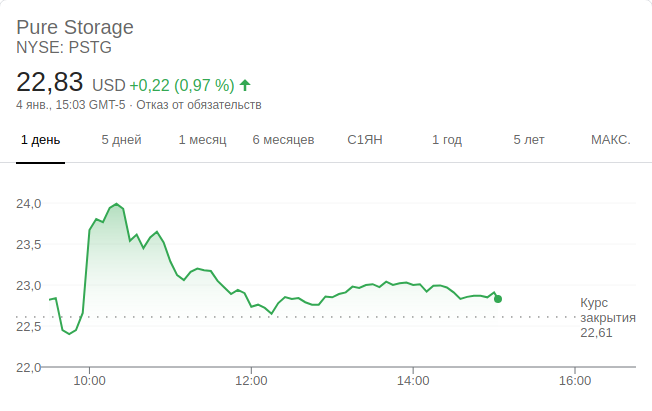 Pure Storage
NYSE: PSTG
22,83 USD +0,22 (0,97 %)
4 янв., 15:03 GMT-5 · Отказ от обязательств
1 день 5 дней 1 месяц 6 месяцев С1ЯН 1 год 5 лет МАКС.
24,0
23,5
23,0
22,5
22,0
Курс
закрытия
22,61
10:00 12:00 14:00 16:00